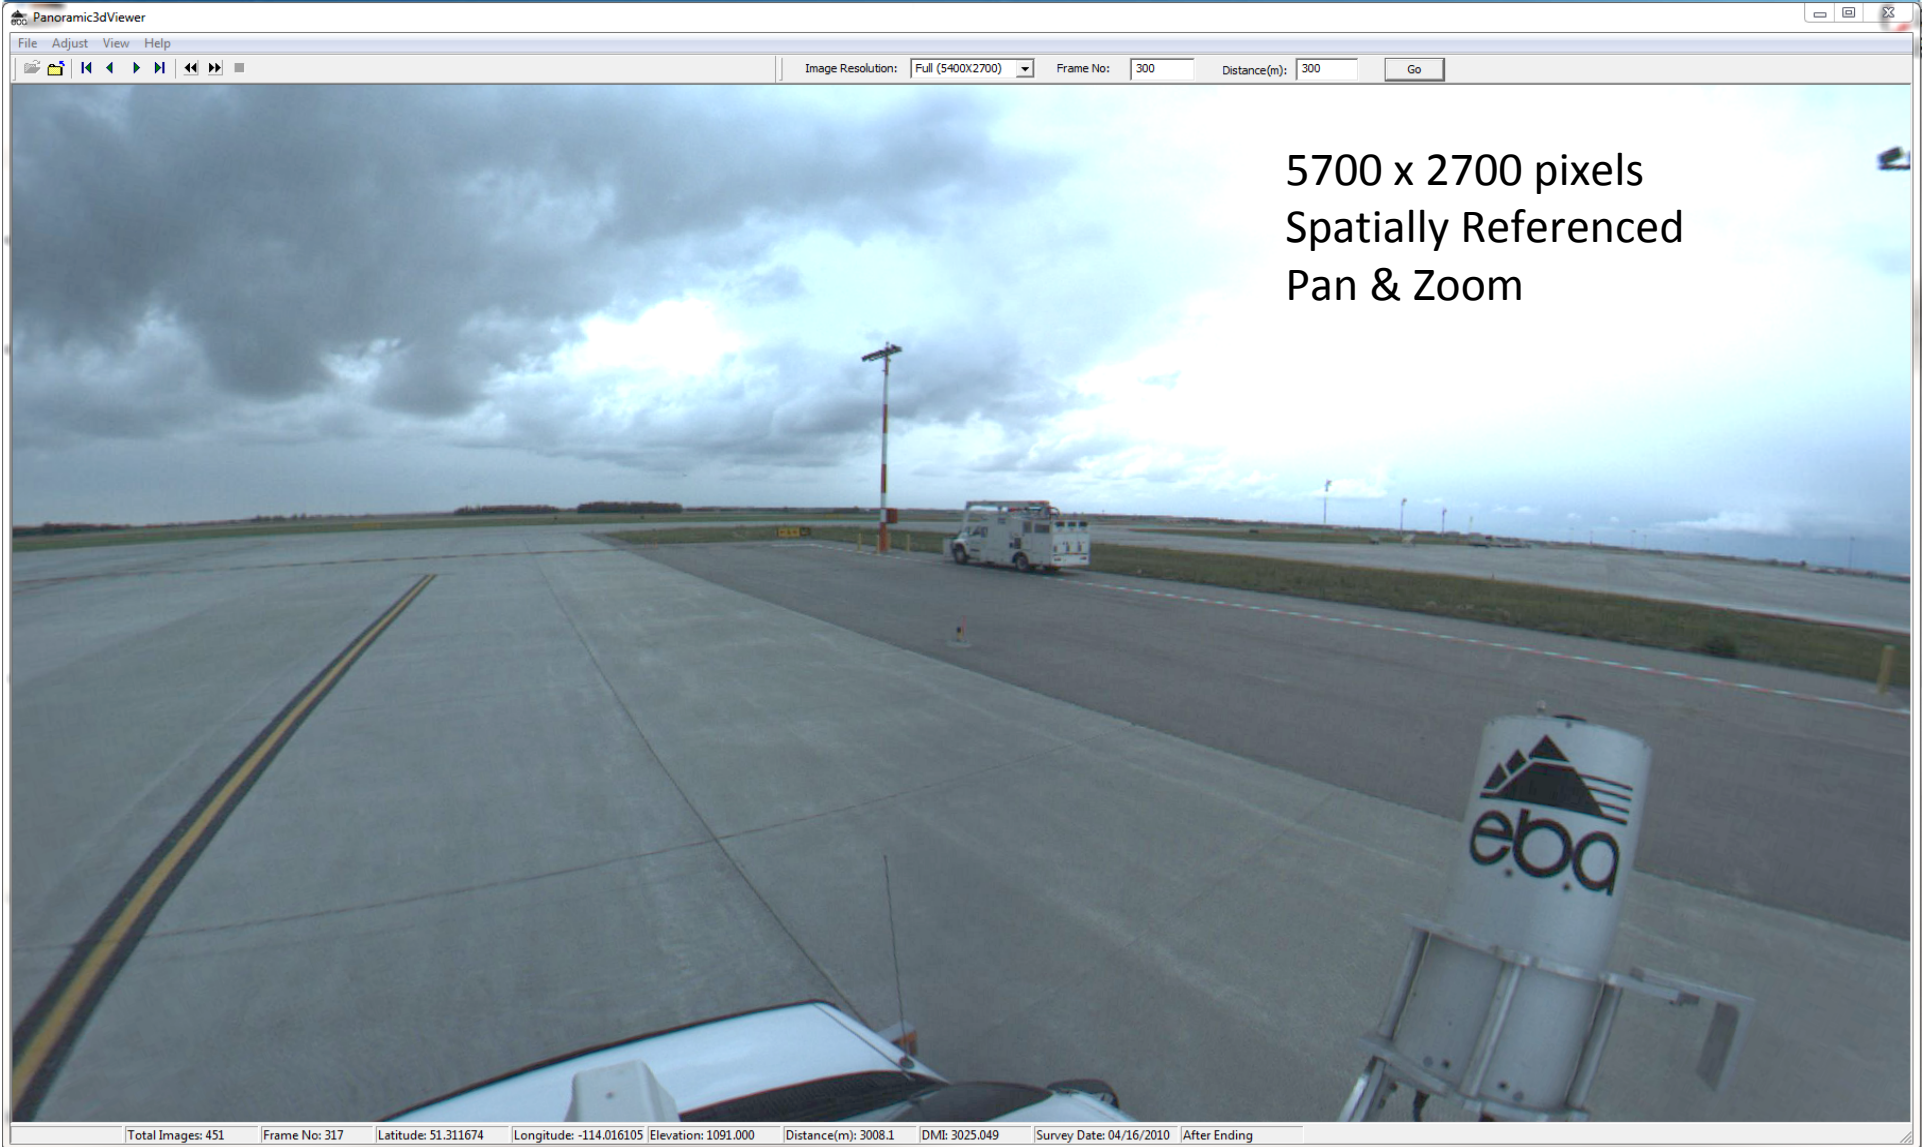 Panoramic3dViewer
File Adjust View Help
Image Resolution: Full (5400X2700) Frame No: 300 Distance(m): 300 Go
5700 x 2700 pixels
Spatially Referenced
Pan & Zoom
e.b.a
Total Images: 451 Frame No: 317 Latitude: 51.311674 Longitude: -114.016105 Elevation: 1091.000 Distance(m): 3008.1 DMI: 3025.049 Survey Date: 04/16/2010 After Ending